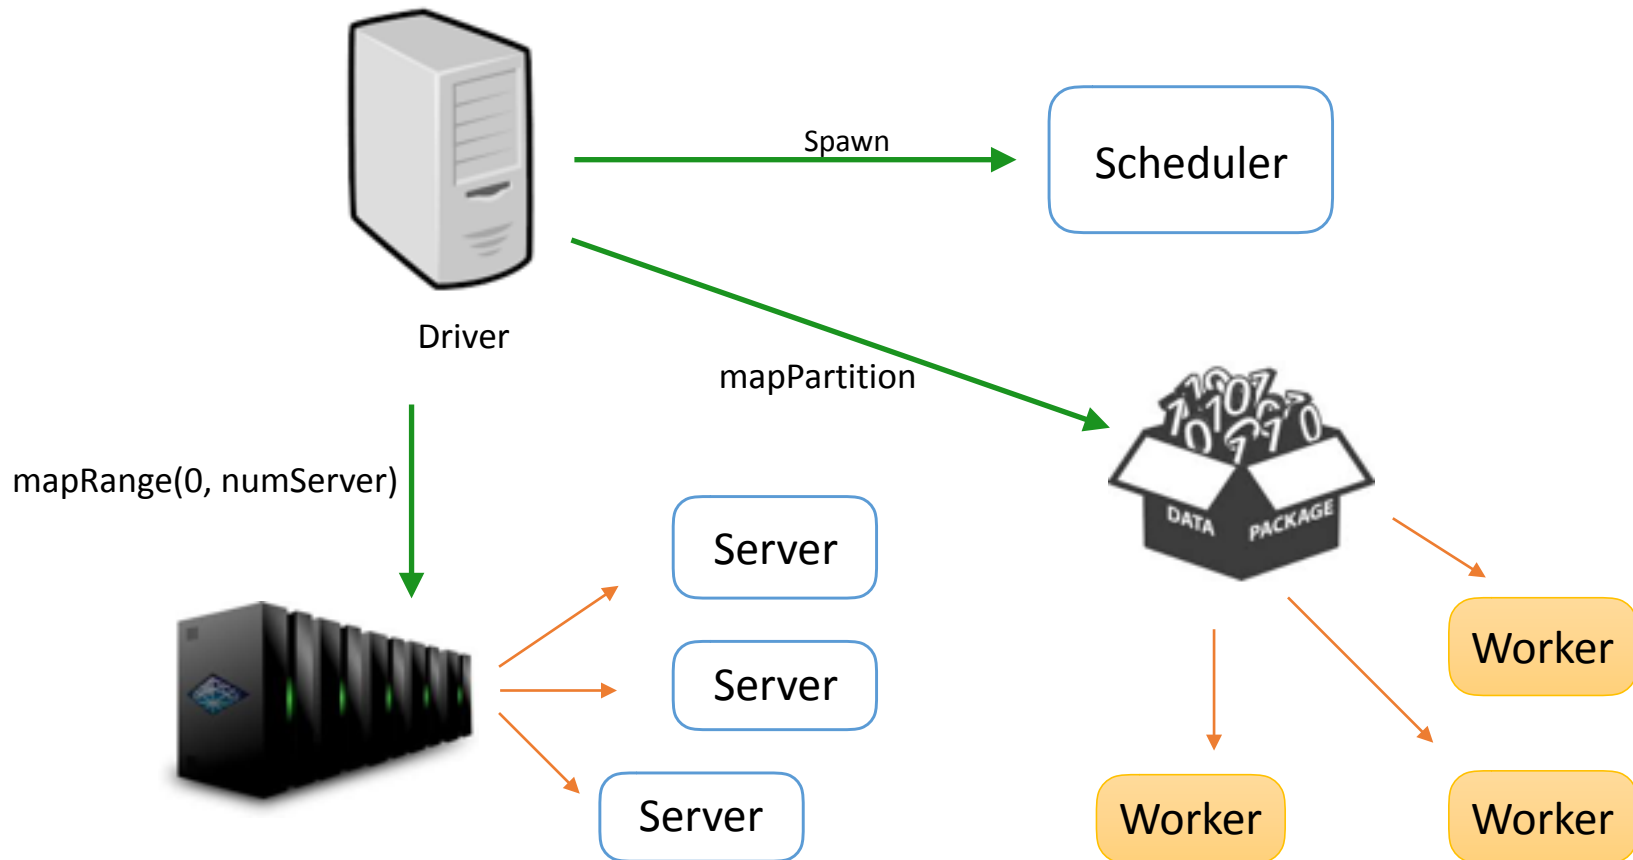 Spawn
Scheduler
Driver
mapPartition
mapRange(0, numServer)
DATA
PACKAGE
Server
Server
Server
Worker
Worker
Worker